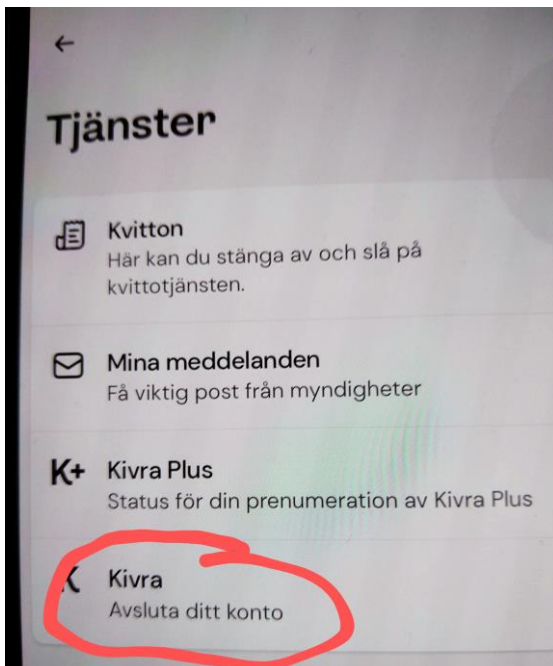 Tjänster
Kvitton
Här kan du stänga av och slå på
kvittotjänsten.
Mina meddelanden
Få viktig post från myndigheter
K+ Kivra Plus
Status för din prenumeration av Kivra Plus
K Kivra
Avsluta ditt konto